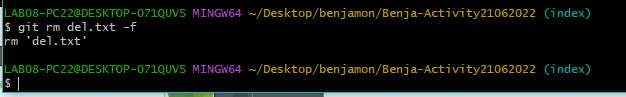 LAB08-PC22@DESKTOP-071QUVS MINGW64 ~/Desktop/benjamon/Benja-Activity21062022 (index)
$ git rm del.txt -f
rm 'del.txt'
LAB08-PC22@DESKTOP-071QUVS MINGW64 ~/Desktop/benjamon/Benja-Activity21062022 (index)
$